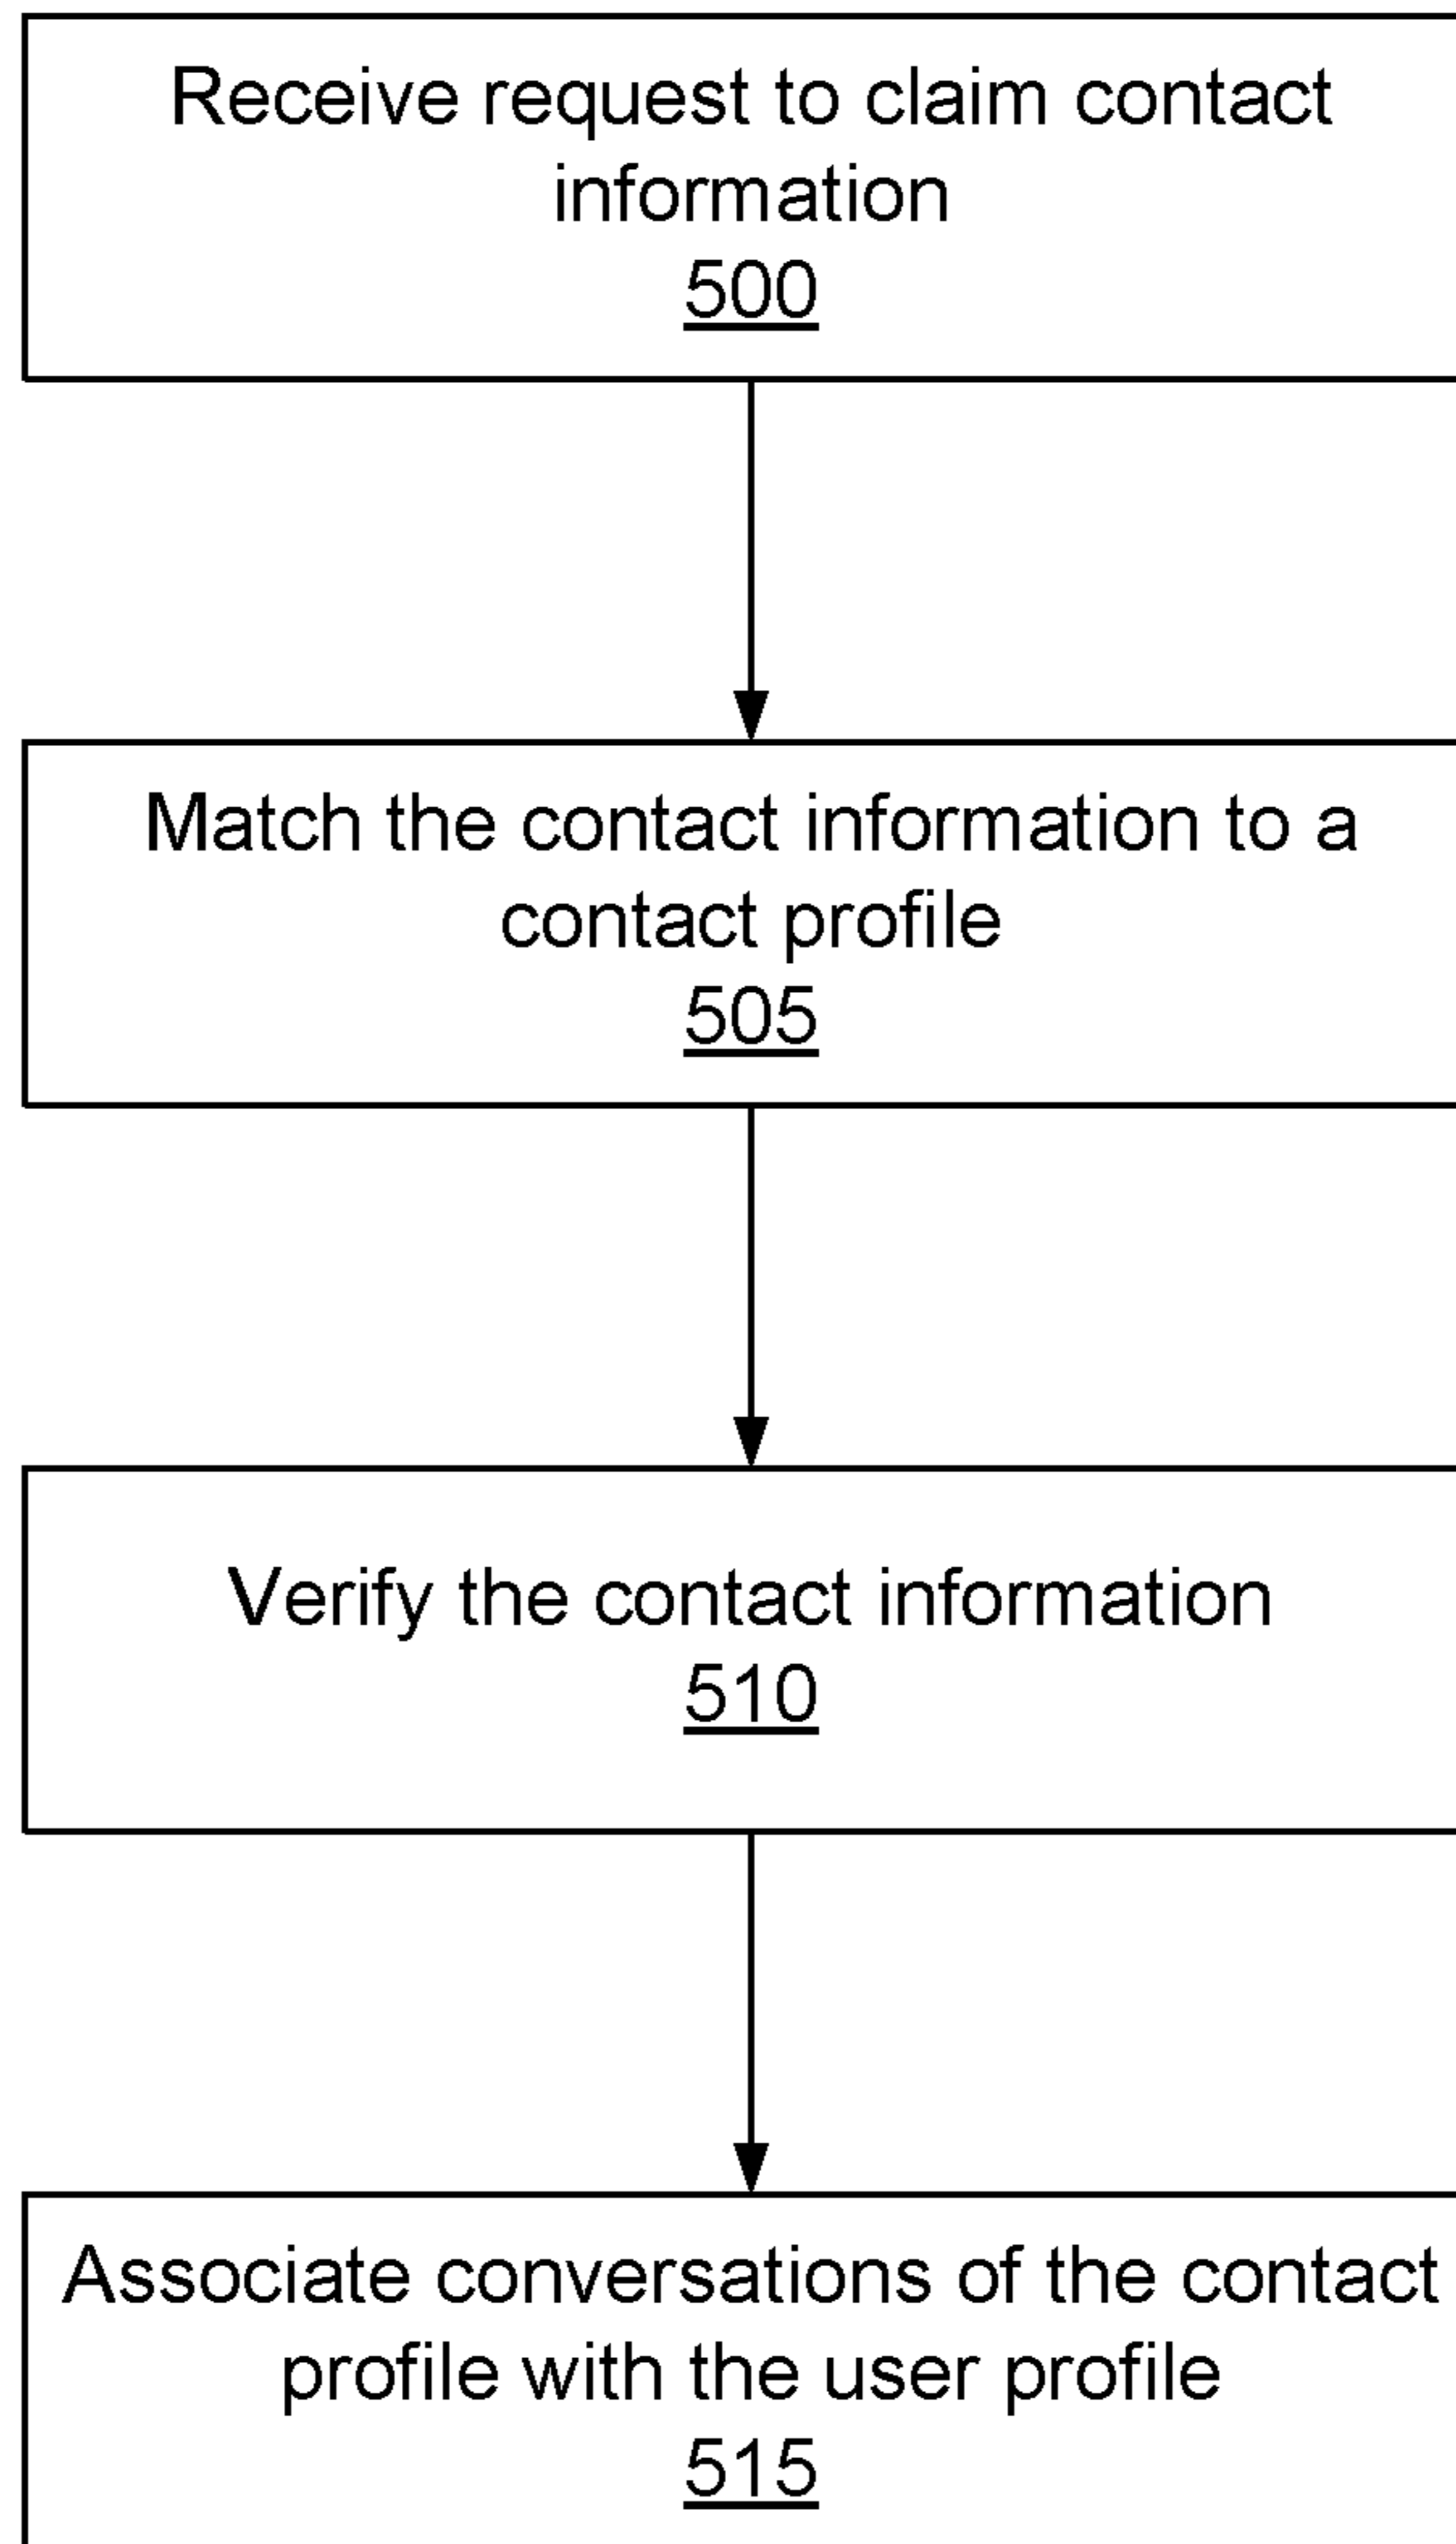 Receive request to claim contact
information
500
Match the contact information to a
contact profile
505
Verify the contact information
510
Associate conversations of the contact
profile with the user profile
515